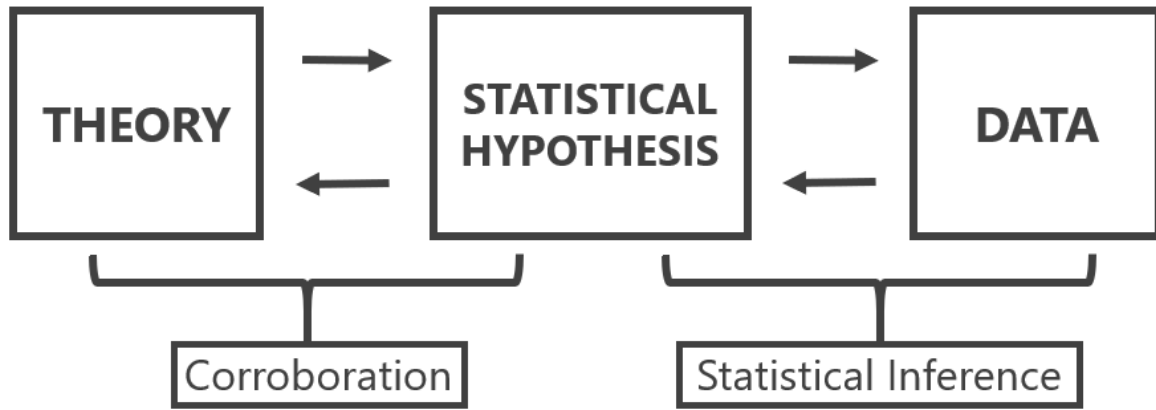 THEORY
STATISTICAL
HYPOTHESIS
DATA
Corroboration
Statistical Inference